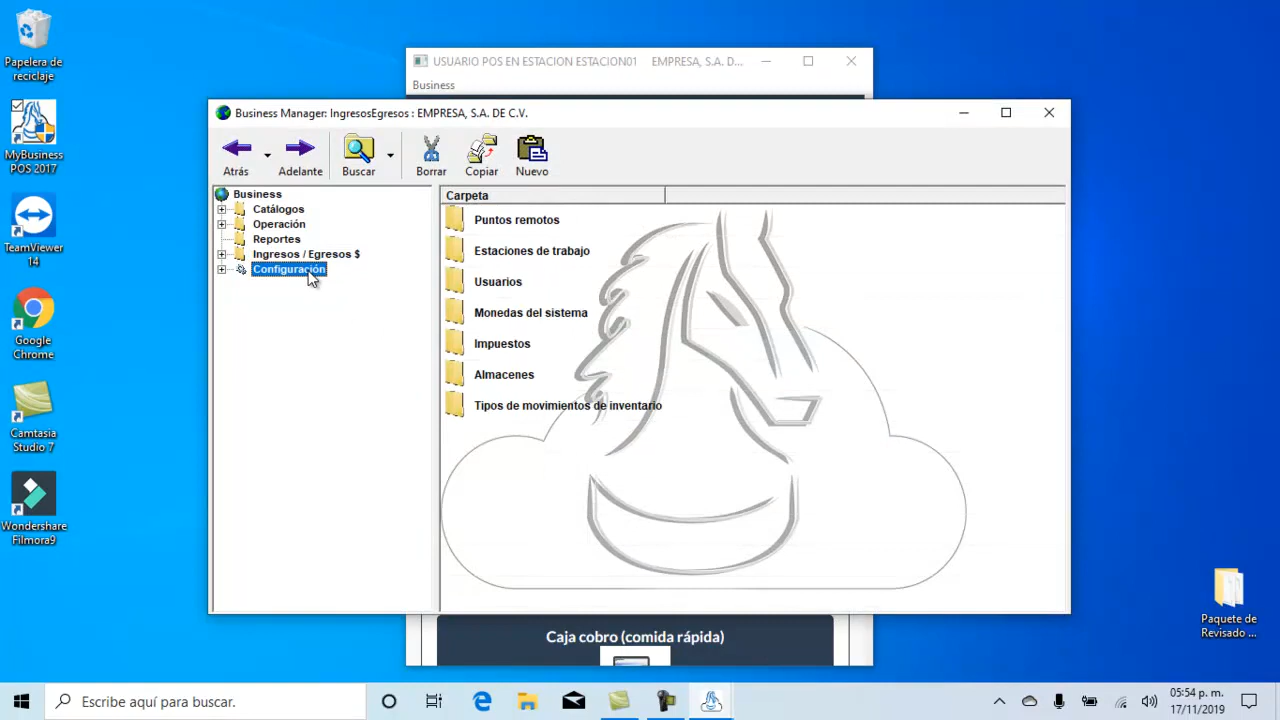 Papelera de
reciclaje
MyBusiness
POS 2017
TeamViewer
14
Google
Chrome
Camtasia
Studio 7
Wondershare
Filmora9
USUARIO POS EN ESTACION ESTACION01 EMPRESA, S.A. D...
Business
Business Manager: IngresosEgresos : EMPRESA, S.A. DE C.V.
Atrás
Adelante
Buscar
Borrar
Copiar
Nuevo
Business
Catálogos
Operación
Reportes
Ingresos / Egresos $
Configuración
Carpeta
Puntos remotos
Estaciones de trabajo
Usuarios
Monedas del sistema
Impuestos
Almacenes
Tipos de movimientos de inventario
Caja cobro (comida rápida)
Paquete de
Revisado ...
Escribe aquí para buscar.
05:54 p. m.
17/11/2019